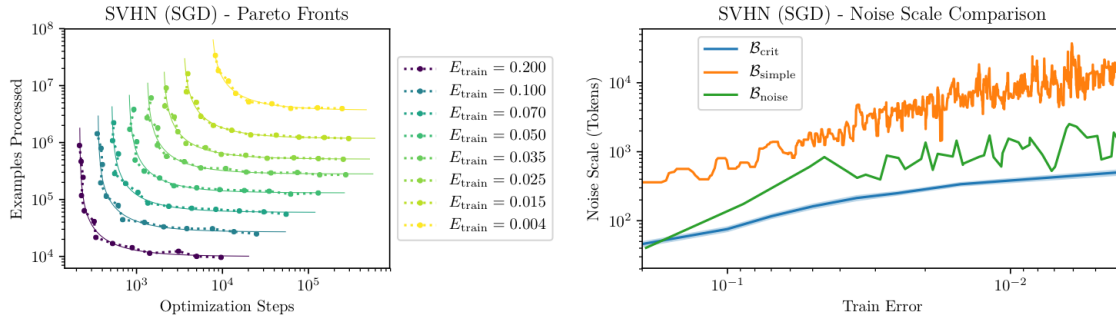 SVHN (SGD) - Pareto Fronts
10^8
10^7
10^6
10^5
10^4
Examples Processed
10^3
10^4
10^5
Optimization Steps
E_train = 0.200
E_train = 0.100
E_train = 0.070
E_train = 0.050
E_train = 0.035
E_train = 0.025
E_train = 0.015
E_train = 0.004
SVHN (SGD) - Noise Scale Comparison
B_crit
B_simple
B_noise
10^4
10^3
10^2
Noise Scale (Tokens)
10^-1
10^-2
Train Error